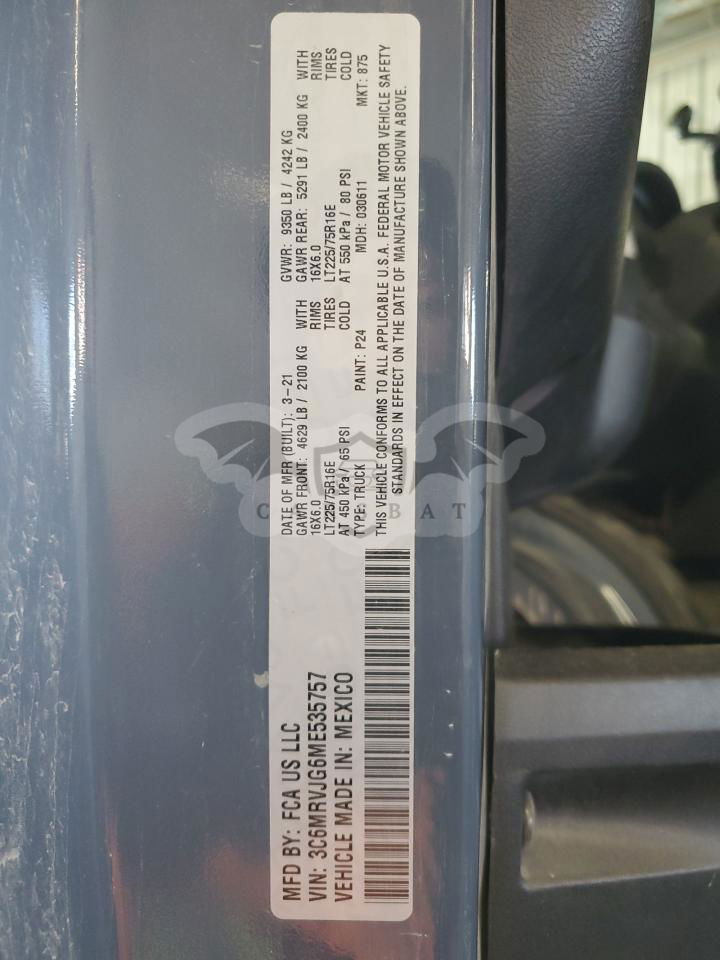 MFD BY: FCA US LLC
VIN: 3C6MRVJG6ME535757
VEHICLE MADE IN: MEXICO
DATE OF MFR (BUILT): 3-21 GVWR: 9350 LB / 4242 KG
GAWR FRONT: 4629 LB / 2100 KG WITH GAWR REAR: 5291 LB / 2400 KG WITH
16X6.0 RIMS 16X6.0 RIMS
LT225/75R16E TIRES LT225/75R16E TIRES
AT 450 kPa / 65 PSI COLD AT 550 kPa / 80 PSI COLD
TYPE: TRUCK PAINT: P24 MDH: 030611 MKT: 875
THIS VEHICLE CONFORMS TO ALL APPLICABLE U.S.A. FEDERAL MOTOR VEHICLE SAFETY
STANDARDS IN EFFECT ON THE DATE OF MANUFACTURE SHOWN ABOVE.